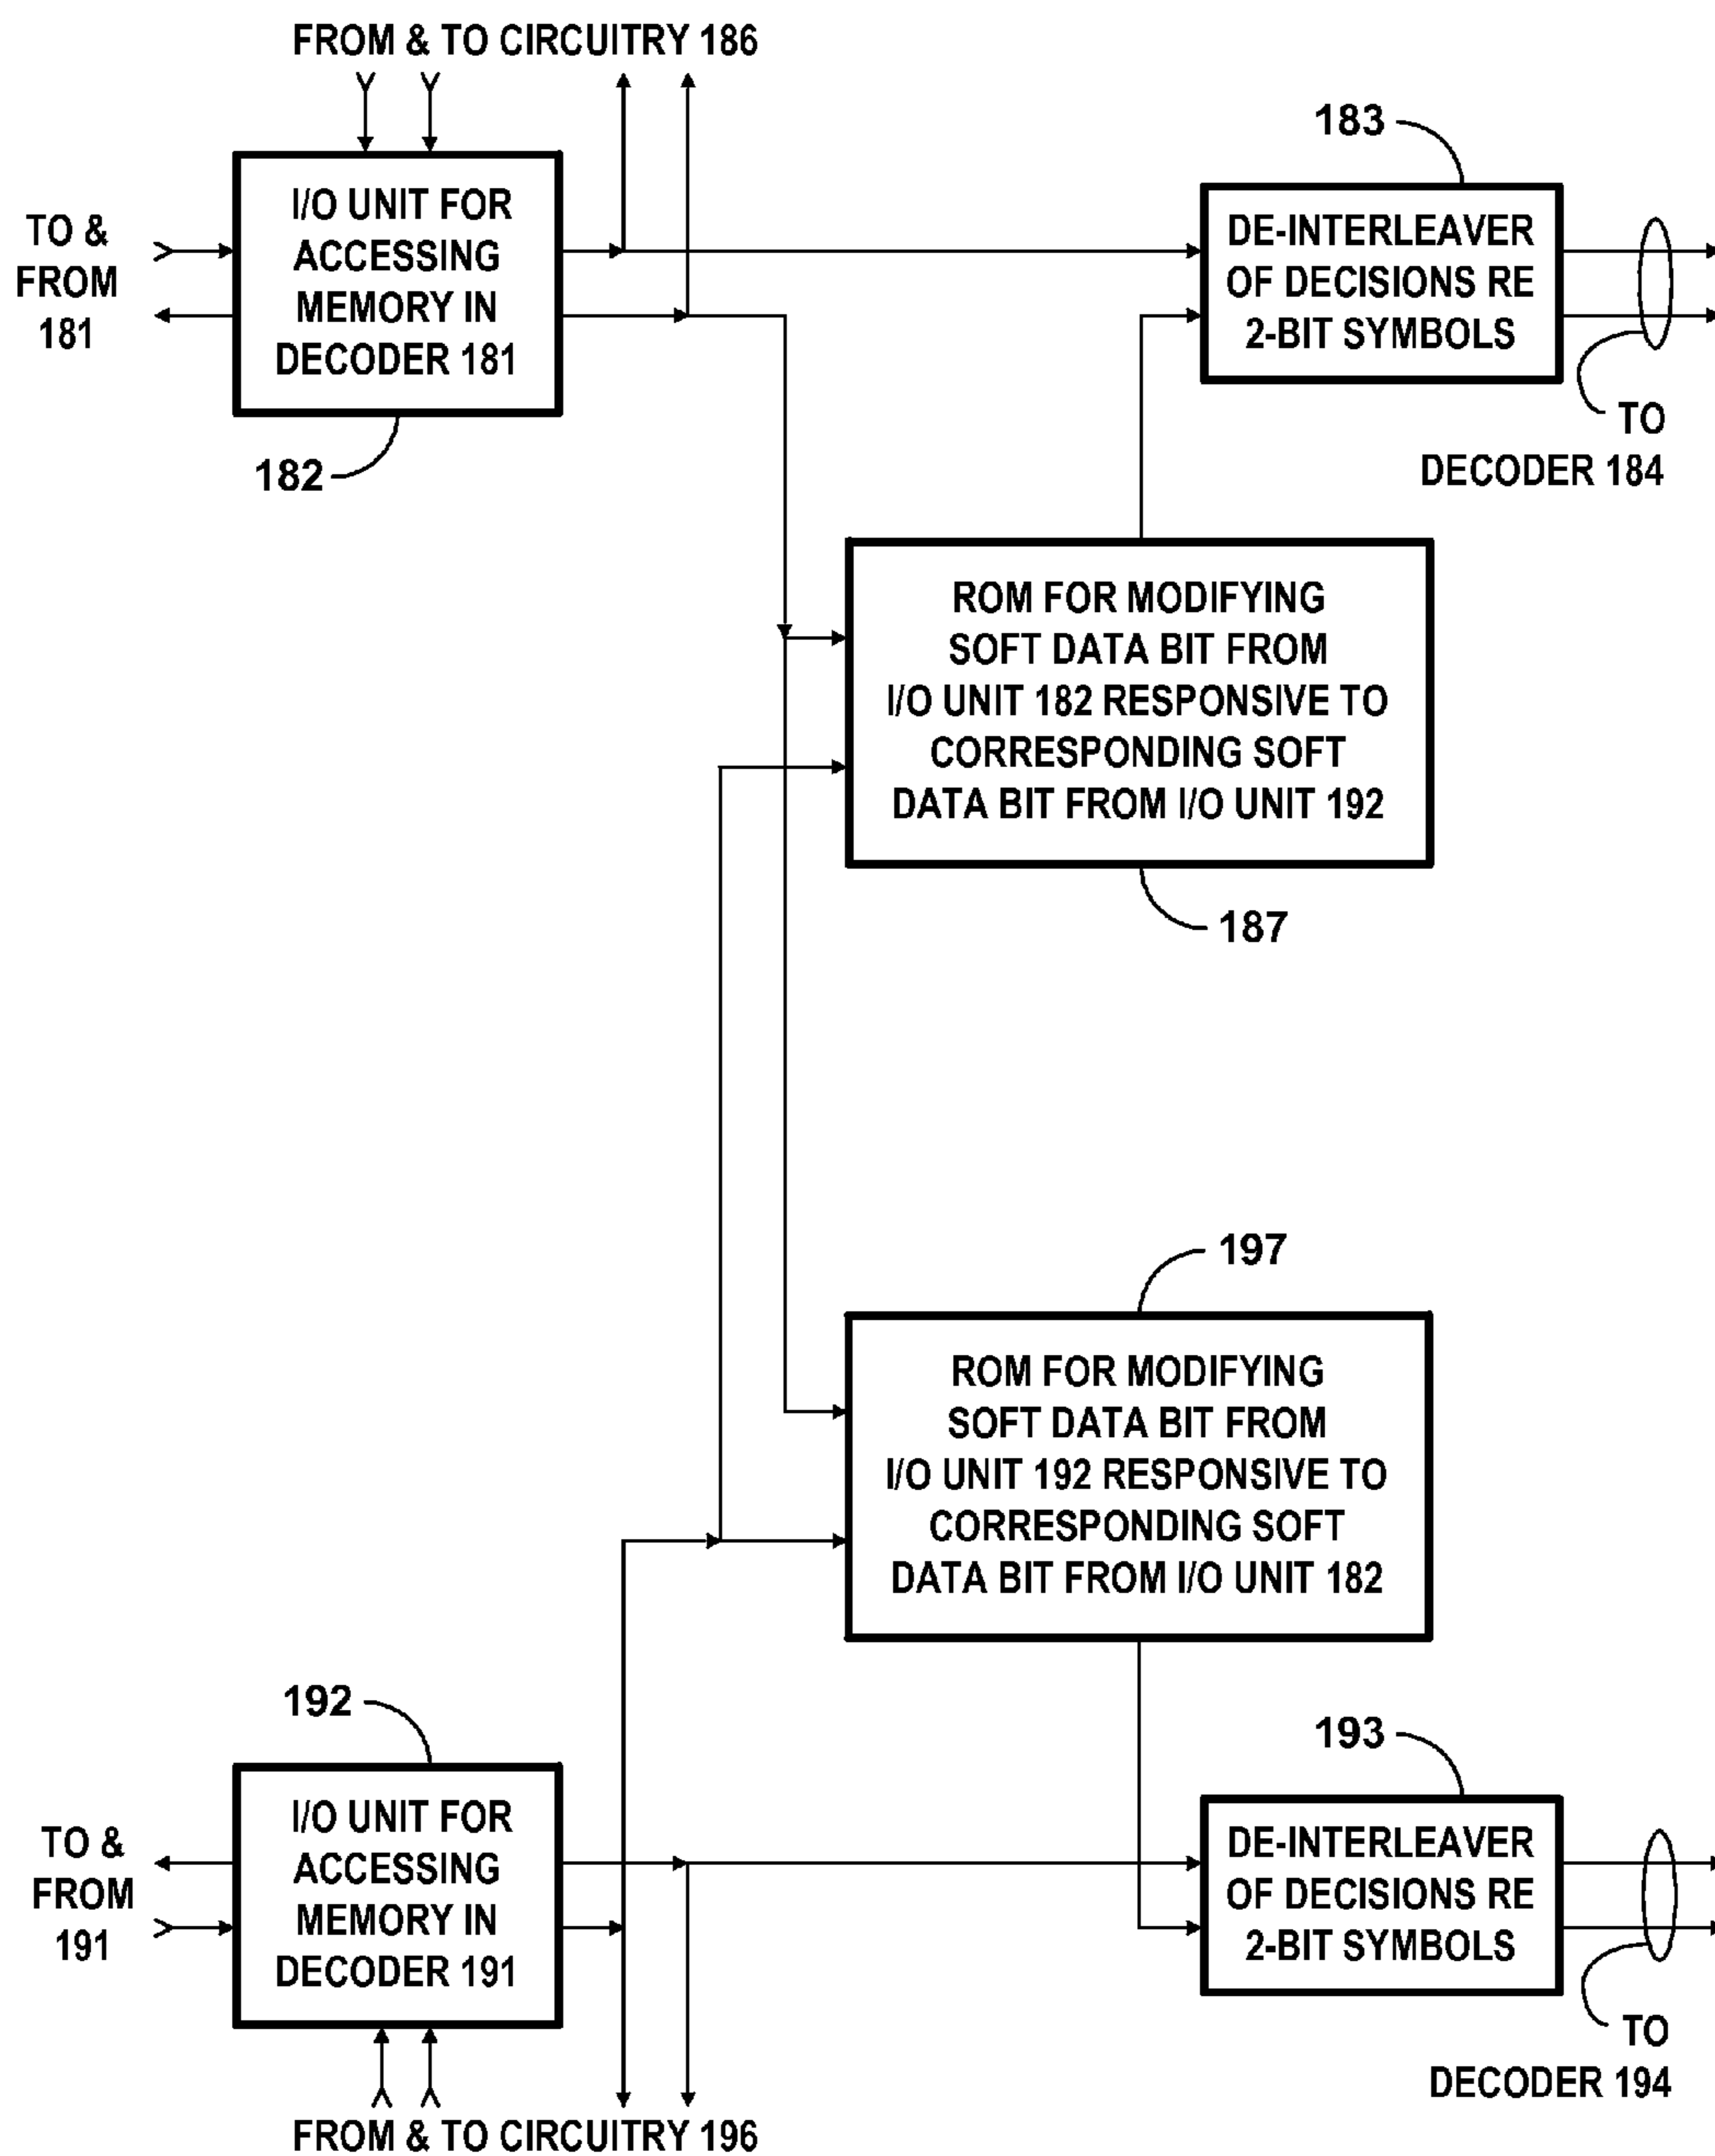 FROM & TO CIRCUITRY 186
183
I/O UNIT FOR
ACCESSING
MEMORY IN
DECODER 181
TO &
FROM
181
182
DE-INTERLEAVER
OF DECISIONS RE
2-BIT SYMBOLS
TO
DECODER 184
ROM FOR MODIFYING
SOFT DATA BIT FROM
I/O UNIT 182 RESPONSIVE TO
CORRESPONDING SOFT
DATA BIT FROM I/O UNIT 192
187
197
ROM FOR MODIFYING
SOFT DATA BIT FROM
I/O UNIT 192 RESPONSIVE TO
CORRESPONDING SOFT
DATA BIT FROM I/O UNIT 182
192
193
I/O UNIT FOR
ACCESSING
MEMORY IN
DECODER 191
TO &
FROM
191
DE-INTERLEAVER
OF DECISIONS RE
2-BIT SYMBOLS
TO
DECODER 194
FROM & TO CIRCUITRY 196